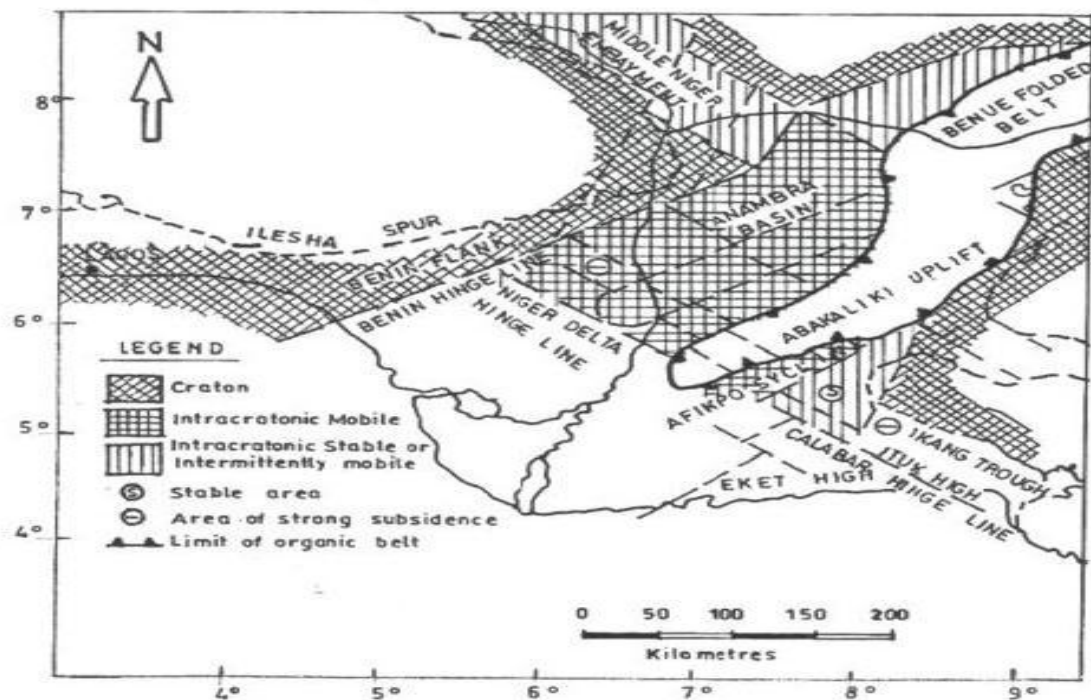 N
MIDDLE NIGER
EMBAYMENT
BENUE FOLDED
BELT
8°
7°
6°
5°
4°
ANAMBRA
BASIN
ILESHA SPUR
LAGOS
BENIN FLANK
BENIN HINGE LINE
NIGER DELTA
HINGE LINE
ABAKALIKI UPLIFT
AFIKPO SYCLINE
S
IKANG TROUGH
ITUK HIGH
CALABAR HINGE LINE
EKET HIGH
LEGEND
Craton
Intracratonic Mobile
Intracratonic Stable or
Intermittently mobile
S Stable area
Area of strong subsidence
Limit of organic belt
0 50 100 150 200
Kilometres
4° 5° 6° 7° 8° 9°